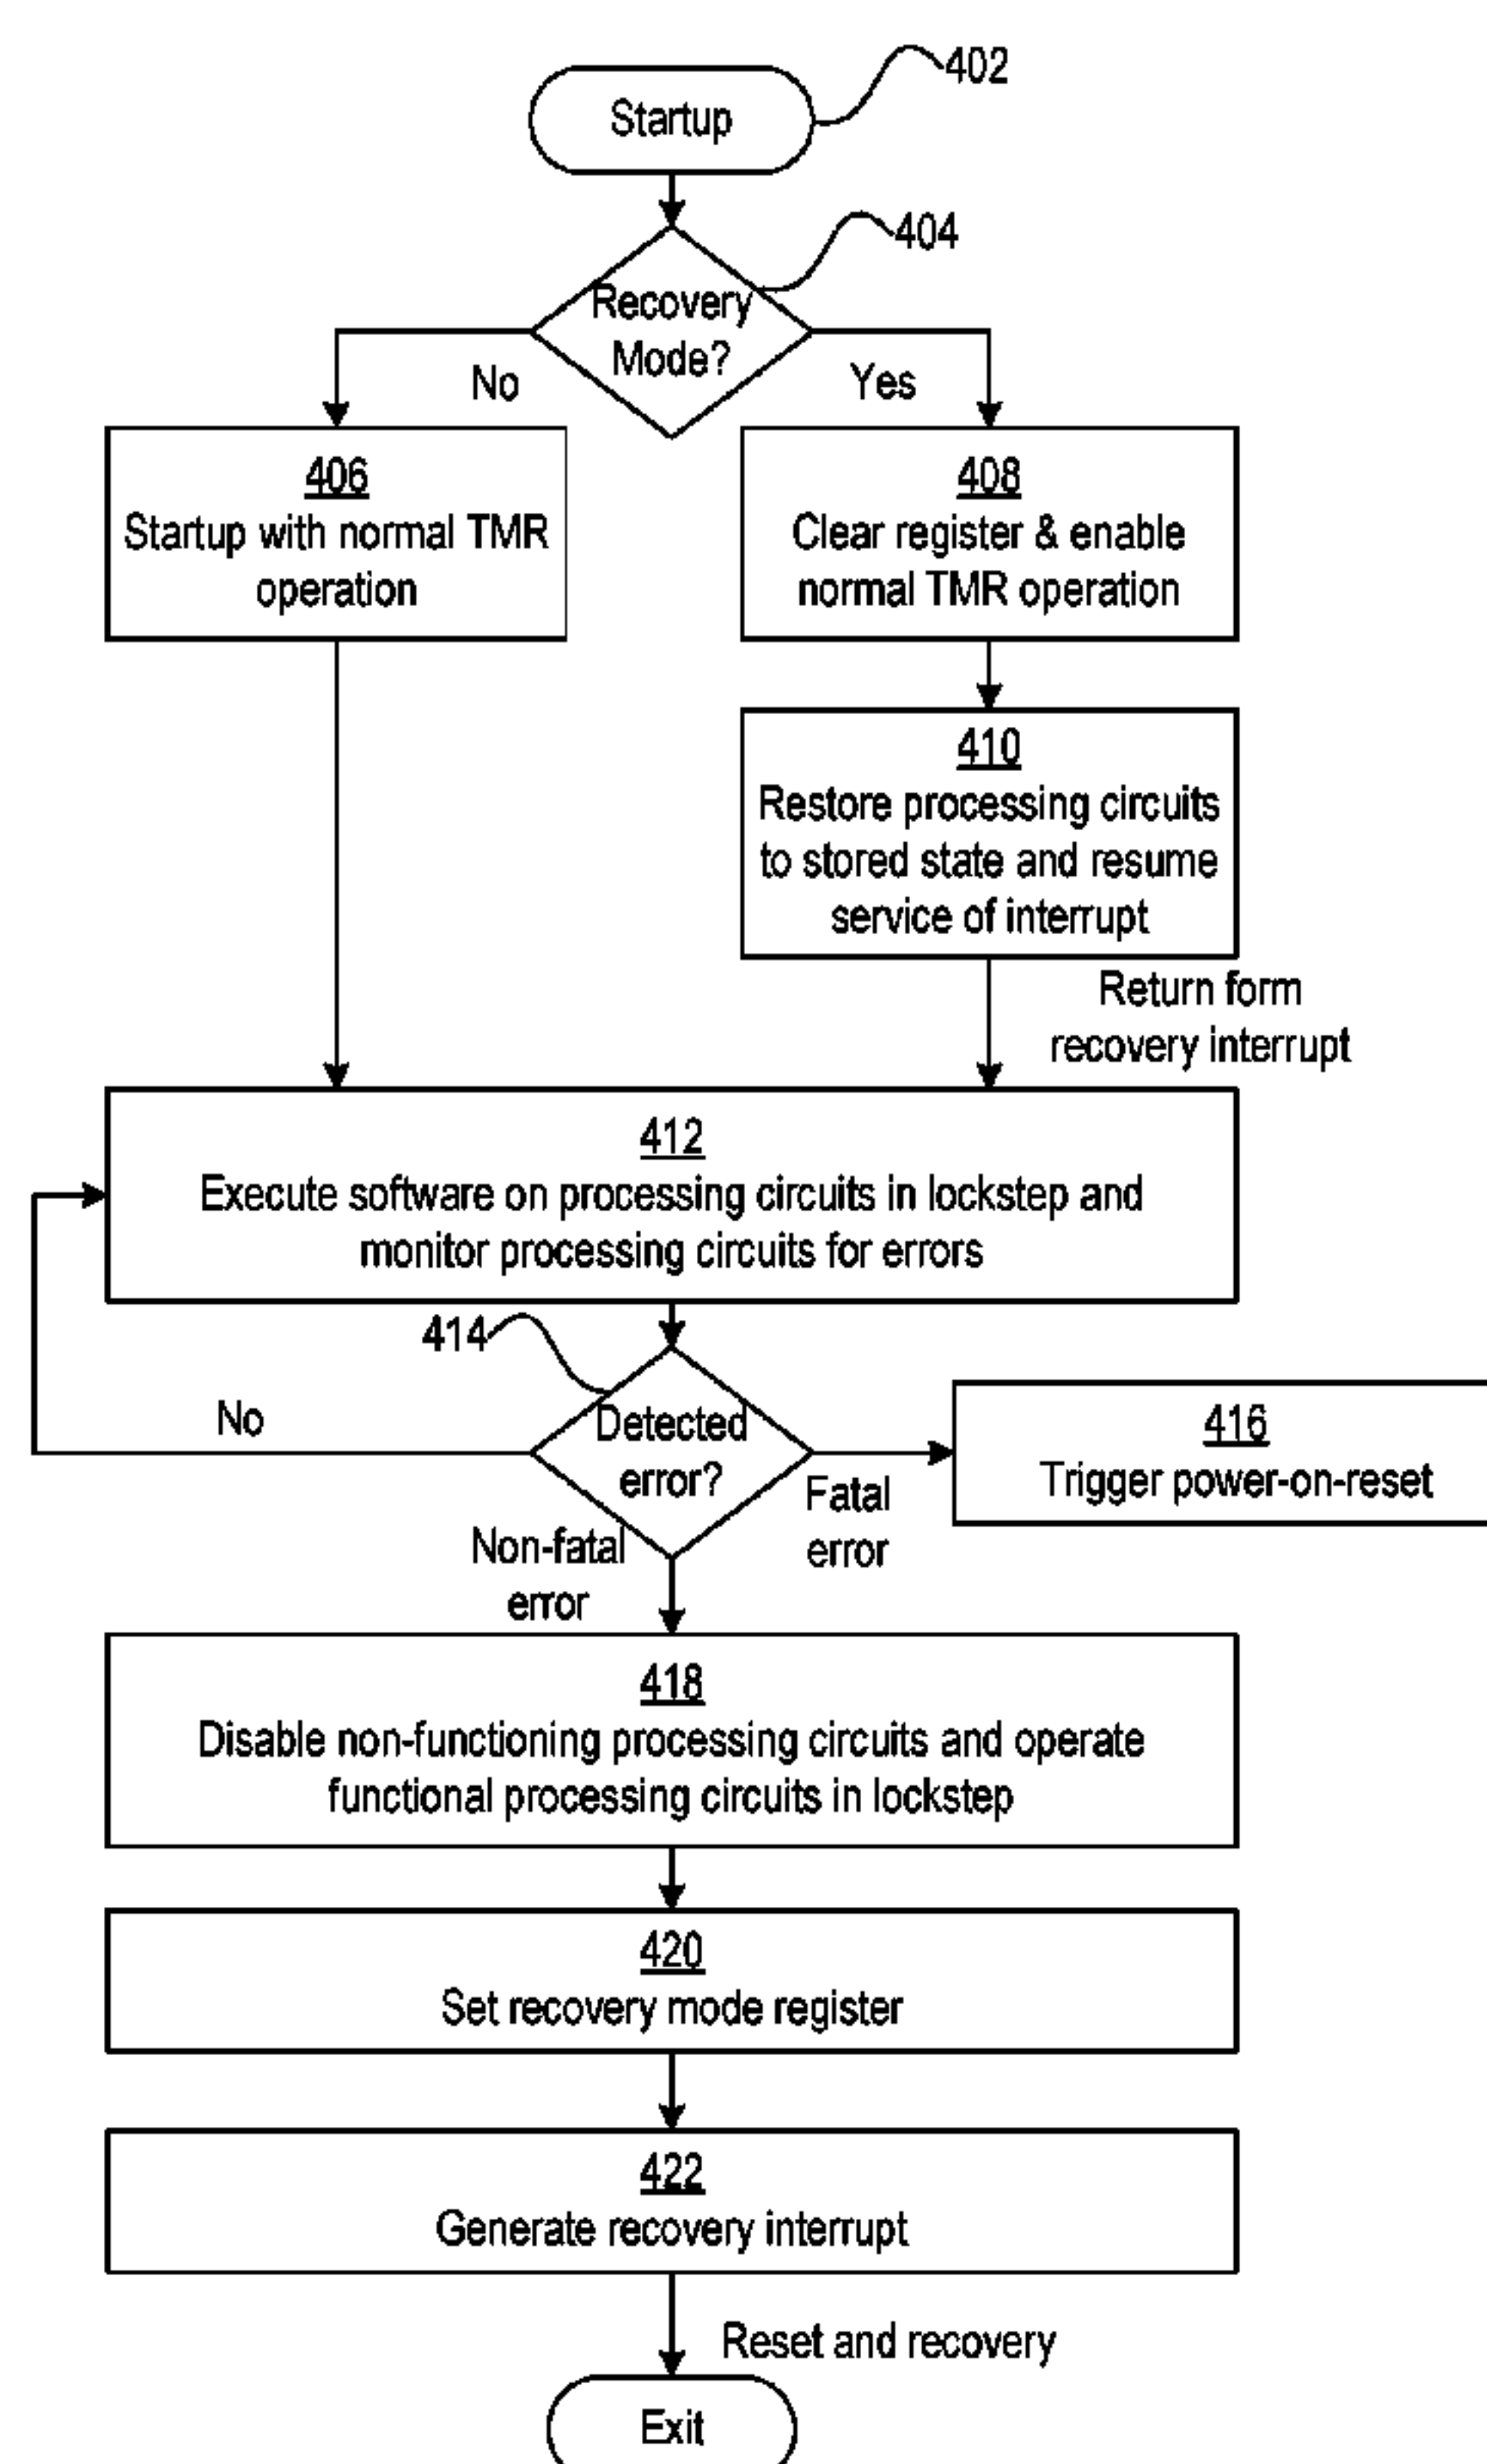 402
Startup
404
Recovery
Mode?
No
Yes
406
Startup with normal TMR
operation
408
Clear register & enable
normal TMR operation
410
Restore processing circuits
to stored state and resume
service of interrupt
Return form
recovery interrupt
412
Execute software on processing circuits in lockstep and
monitor processing circuits for errors
414
No
Detected
error?
416
Trigger power-on-reset
Fatal
error
Non-fatal
error
418
Disable non-functioning processing circuits and operate
functional processing circuits in lockstep
420
Set recovery mode register
422
Generate recovery interrupt
Reset and recovery
Exit